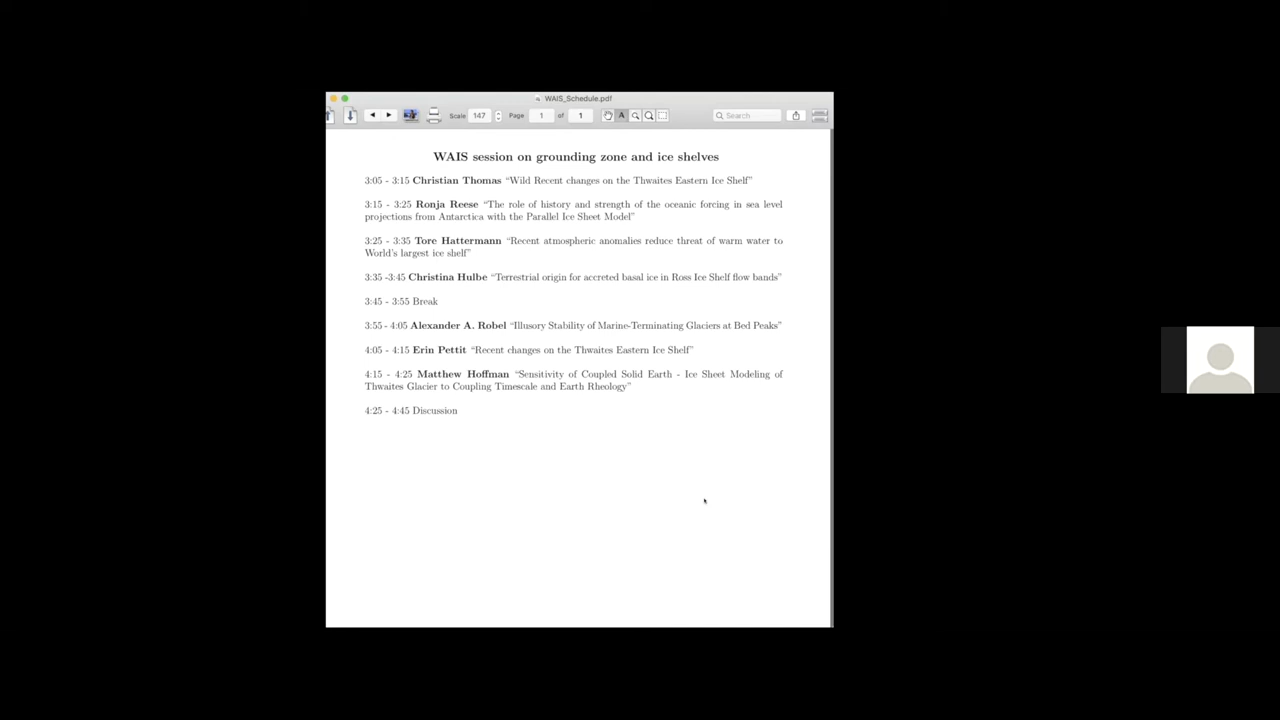 WAIS_Schedule.pdf
Scale 147 Page 1 of 1 A Search
WAIS session on grounding zone and ice shelves
3:05 - 3:15 Christian Thomas “Wild Recent changes on the Thwaites Eastern Ice Shelf”
3:15 - 3:25 Ronja Reese “The role of history and strength of the oceanic forcing in sea level
projections from Antarctica with the Parallel Ice Sheet Model”
3:25 - 3:35 Tore Hattermann “Recent atmospheric anomalies reduce threat of warm water to
World's largest ice shelf”
3:35 -3:45 Christina Hulbe “Terrestrial origin for accreted basal ice in Ross Ice Shelf flow bands”
3:45 - 3:55 Break
3:55 - 4:05 Alexander A. Robel “Illusory Stability of Marine-Terminating Glaciers at Bed Peaks”
4:05 - 4:15 Erin Pettit “Recent changes on the Thwaites Eastern Ice Shelf”
4:15 - 4:25 Matthew Hoffman “Sensitivity of Coupled Solid Earth - Ice Sheet Modeling of
Thwaites Glacier to Coupling Timescale and Earth Rheology”
4:25 - 4:45 Discussion